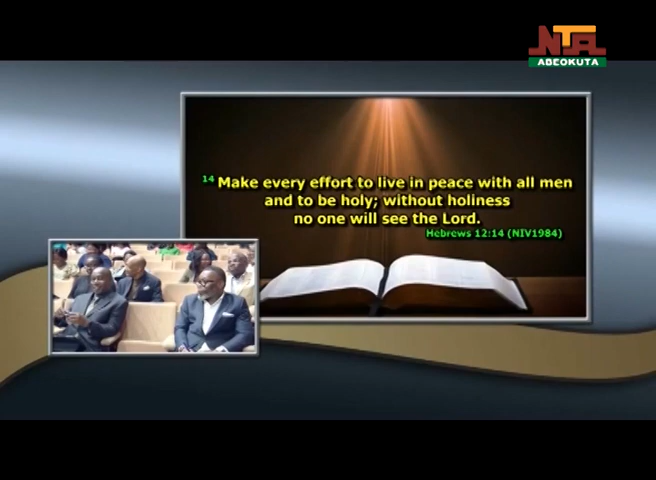 NTA
ABEOKUTA
14 Make every effort to live in peace with all men
and to be holy; without holiness
no one will see the Lord.
Hebrews 12:14 (NIV1984)